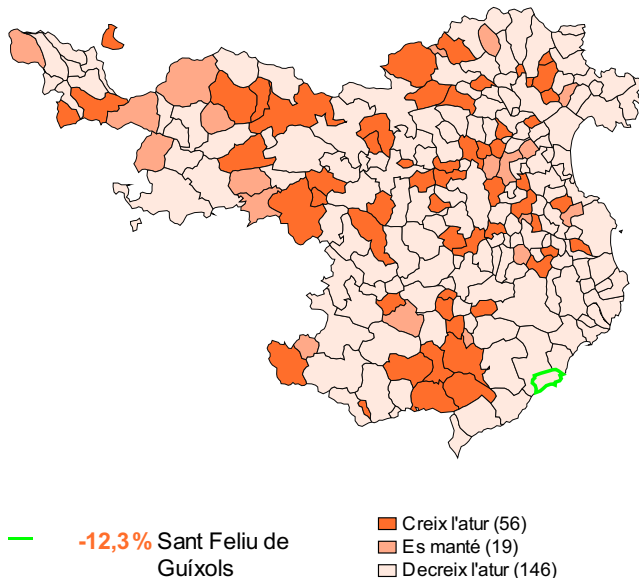 -12,3% Sant Feliu de
Guíxols
Creix l'atur (56)
Es manté (19)
Decreix l'atur (146)